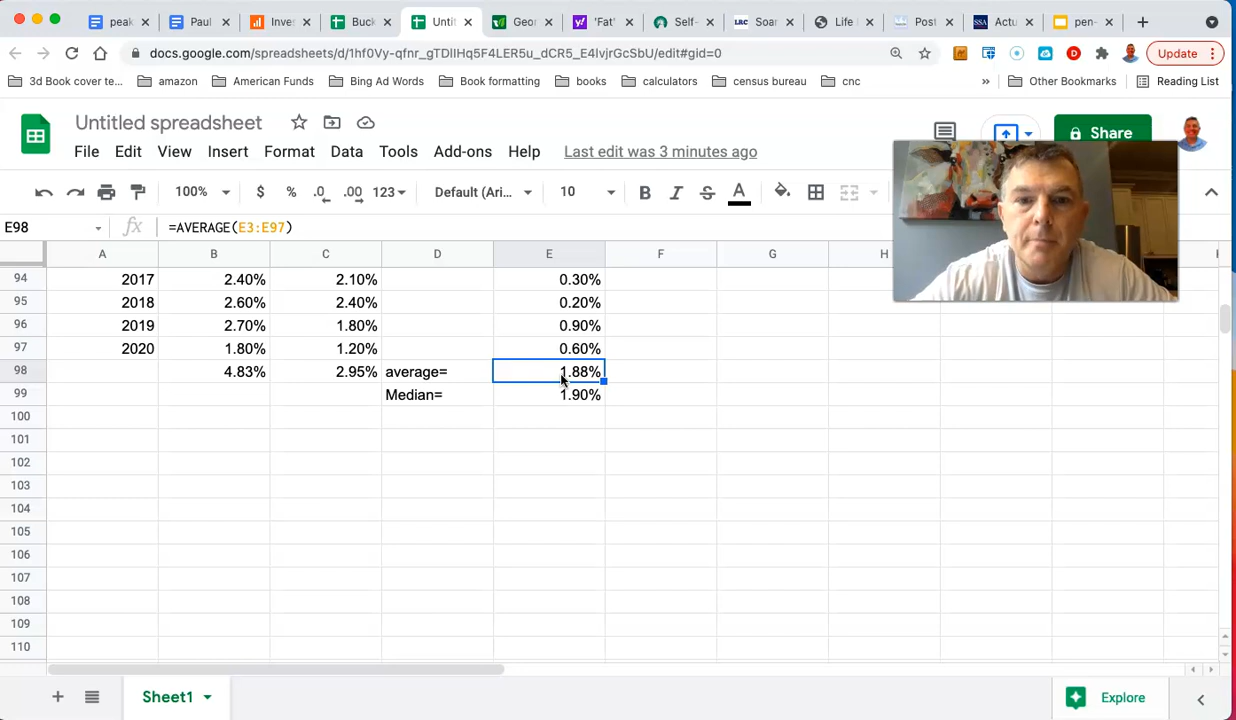 peak
Paul
Inves
Buck
Untit
Geor
'Fat'
Self-
LRC Soar
Life
Post
SSA Actu
pen-
docs.google.com/spreadsheets/d/1hf0Vy-qfnr_gTDlIHq5F4LER5u_dCR5_E4lvjrGcSbU/edit#gid=0
Update
3d Book cover te...
amazon
American Funds
Bing Ad Words
Book formatting
books
calculators
census bureau
cnc
»
Other Bookmarks
Reading List
Untitled spreadsheet
Share
File Edit View Insert Format Data Tools Add-ons Help Last edit was 3 minutes ago
100% $ % .0 .00 123 Default (Ari... 10 B I S A
E98 fx =AVERAGE(E3:E97)
A B C D E F G H
94 2017 2.40% 2.10% 0.30%
95 2018 2.60% 2.40% 0.20%
96 2019 2.70% 1.80% 0.90%
97 2020 1.80% 1.20% 0.60%
98 4.83% 2.95% average= 1.88%
99 Median= 1.90%
100
101
102
103
104
105
106
107
108
109
110
Sheet1
Explore